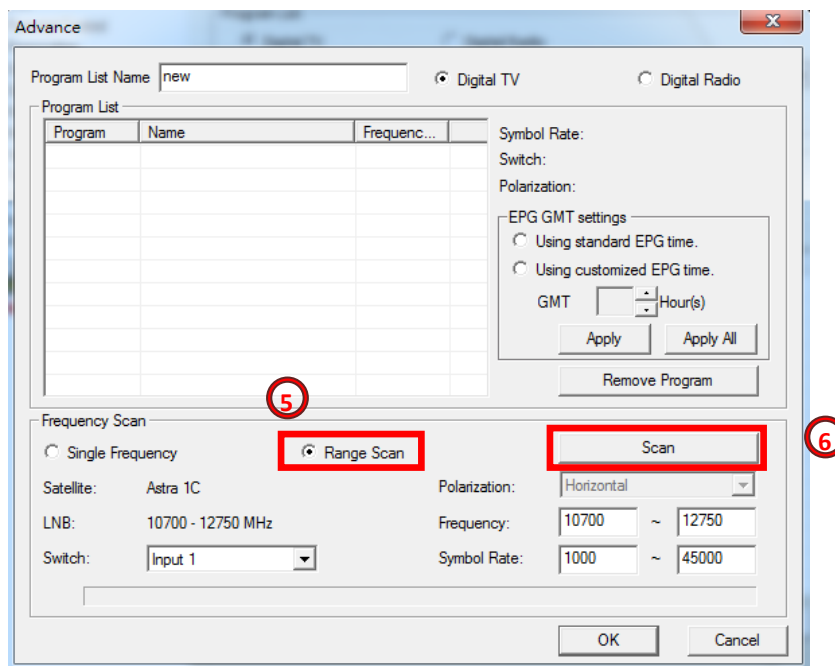 Advance
Program List Name new Digital TV Digital Radio
Program List
Program Name Frequenc...
Symbol Rate:
Switch:
Polarization:
EPG GMT settings
Using standard EPG time.
Using customized EPG time.
GMT Hour(s)
Apply Apply All
Remove Program
5
Frequency Scan
Single Frequency Range Scan Scan 6
Satellite: Astra 1C Polarization: Horizontal
LNB: 10700 - 12750 MHz Frequency: 10700 ~ 12750
Switch: Input 1 Symbol Rate: 1000 ~ 45000
OK Cancel